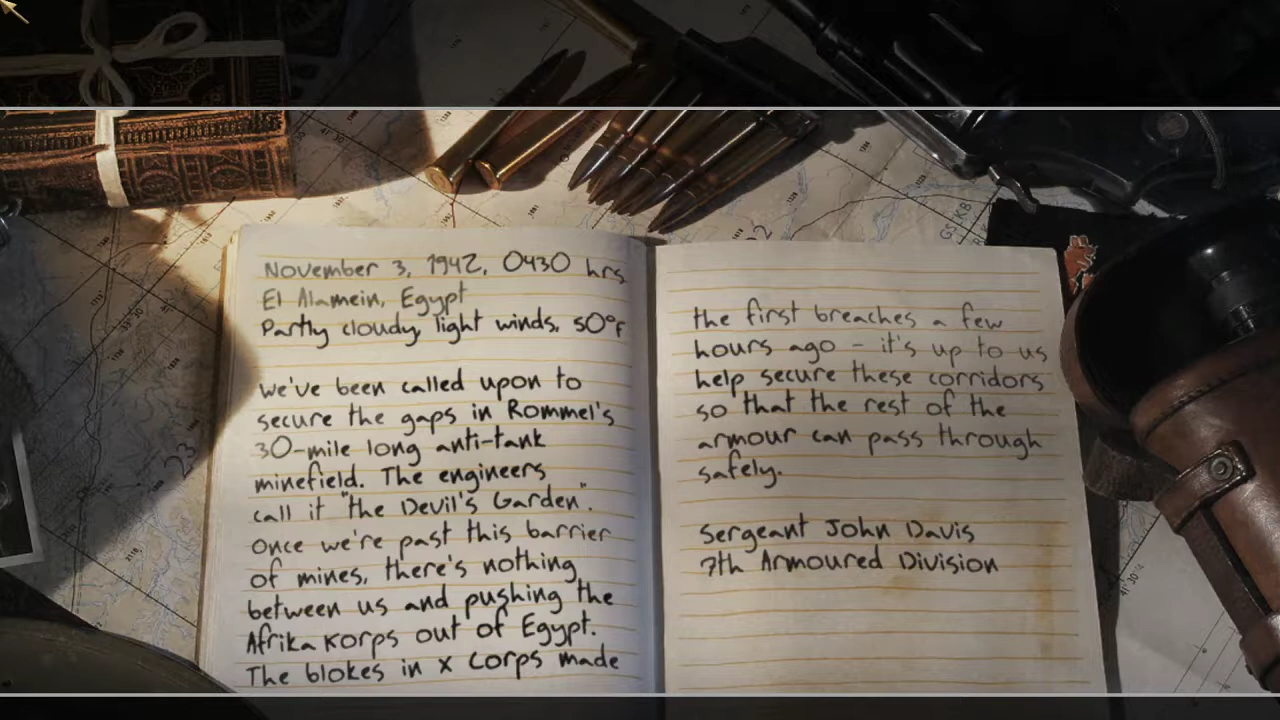 November 3, 1942, 0430 hrs
El Alamein, Egypt
Partly cloudy, light winds, 50°F
We've been called upon to
secure the gaps in Rommel's
30-mile long anti-tank
minefield. The engineers
call it "the Devil's Garden".
Once we're past this barrier
of mines, there's nothing
between us and pushing the
Afrika Korps out of Egypt.
The blokes in X Corps made
the first breaches a few
hours ago - it's up to us
help secure these corridors
so that the rest of the
armour can pass through
safely.
Sergeant John Davis
7th Armoured Division